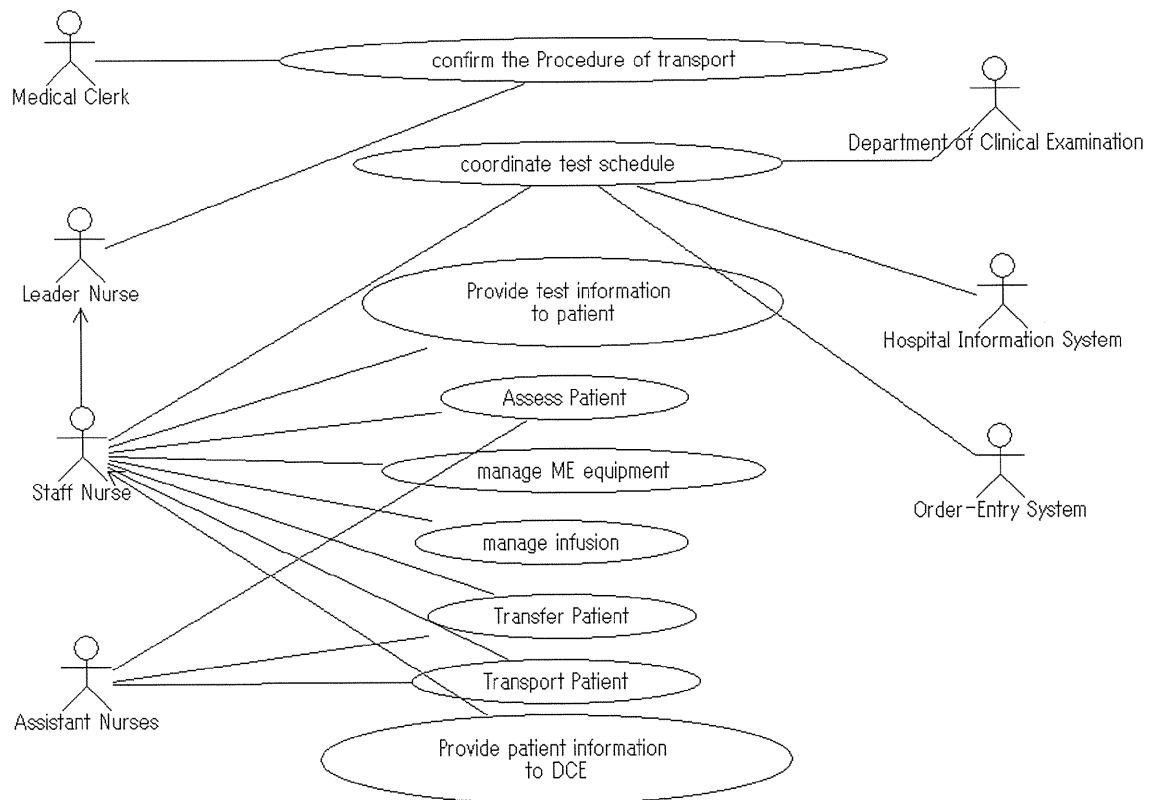 confirm the Procedure of transport
Medical Clerk
Department of Clinical Examination
coordinate test schedule
Leader Nurse
Provide test information
to patient
Hospital Information System
Assess Patient
manage ME equipment
Staff Nurse
Order-Entry System
manage infusion
Transfer Patient
Transport Patient
Assistant Nurses
Provide patient information
to DCE